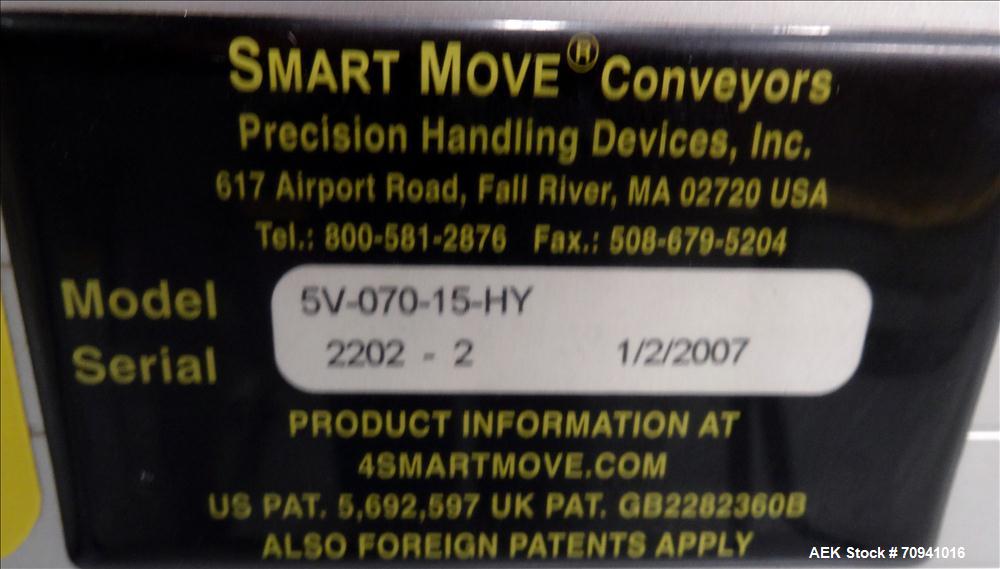 SMART MOVE® Conveyors
Precision Handling Devices, Inc.
617 Airport Road, Fall River, MA 02720 USA
Tel.: 800-581-2876 Fax.: 508-679-5204
Model 5V-070-15-HY
Serial 2202 - 2 1/2/2007
PRODUCT INFORMATION AT
4SMARTMOVE.COM
US PAT. 5,692,597 UK PAT. GB2282360B
ALSO FOREIGN PATENTS APPLY
AEK Stock # 70941016